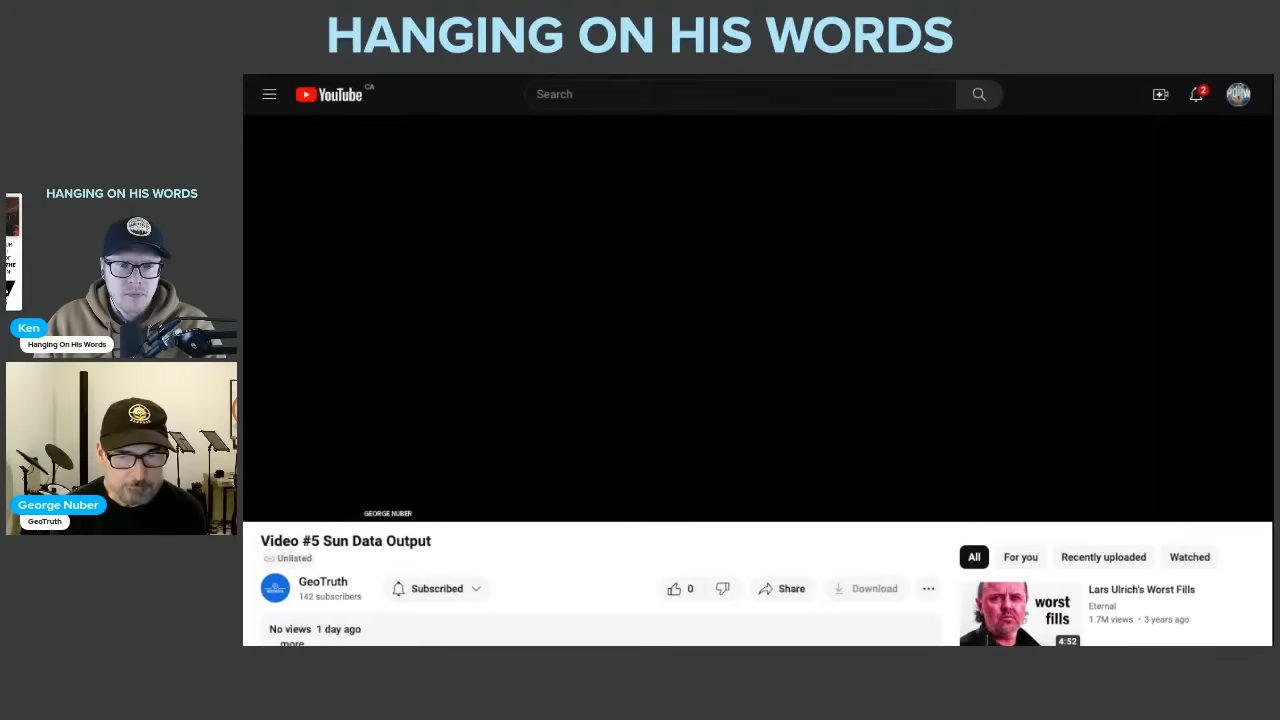 HANGING ON HIS WORDS
YouTube CA
Search
2
HANGING ON HIS WORDS
Ken
Hanging On His Words
George Nuber
GeoTruth
GEORGE NUBER
Video #5 Sun Data Output
Unlisted
GeoTruth
142 subscribers
Subscribed
0
Share
Download
No views 1 day ago
more
All
For you
Recently uploaded
Watched
Lars Ulrich's Worst Fills
Eternal
1.7M views • 3 years ago
worst
fills
4:52